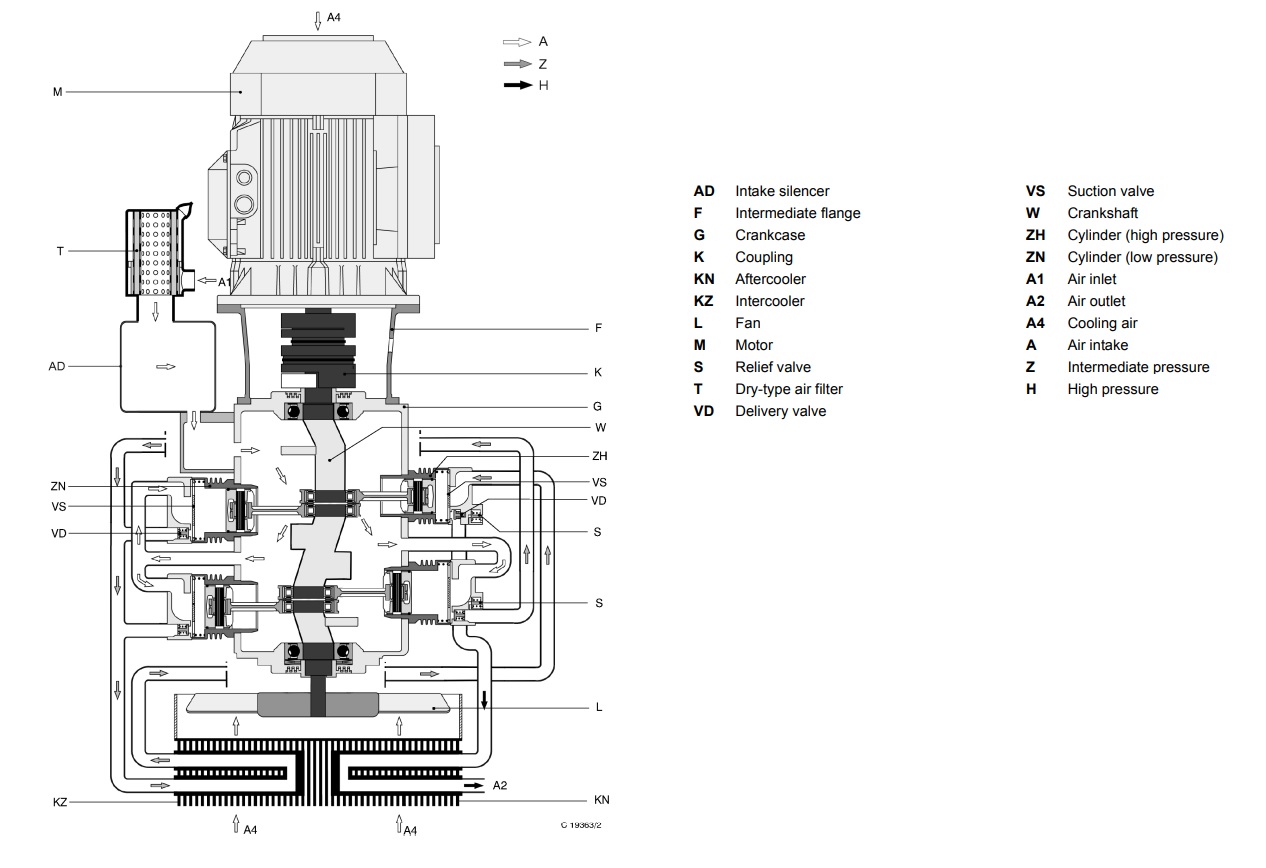 A4
A
Z
H
M
T
A1
F
AD
K
G
W
ZH
ZN
VS
VS
VD
VD
S
S
L
A2
KZ
KN
A4
A4
C 19363/2
AD Intake silencer
F Intermediate flange
G Crankcase
K Coupling
KN Aftercooler
KZ Intercooler
L Fan
M Motor
S Relief valve
T Dry-type air filter
VD Delivery valve
VS Suction valve
W Crankshaft
ZH Cylinder (high pressure)
ZN Cylinder (low pressure)
A1 Air inlet
A2 Air outlet
A4 Cooling air
A Air intake
Z Intermediate pressure
H High pressure